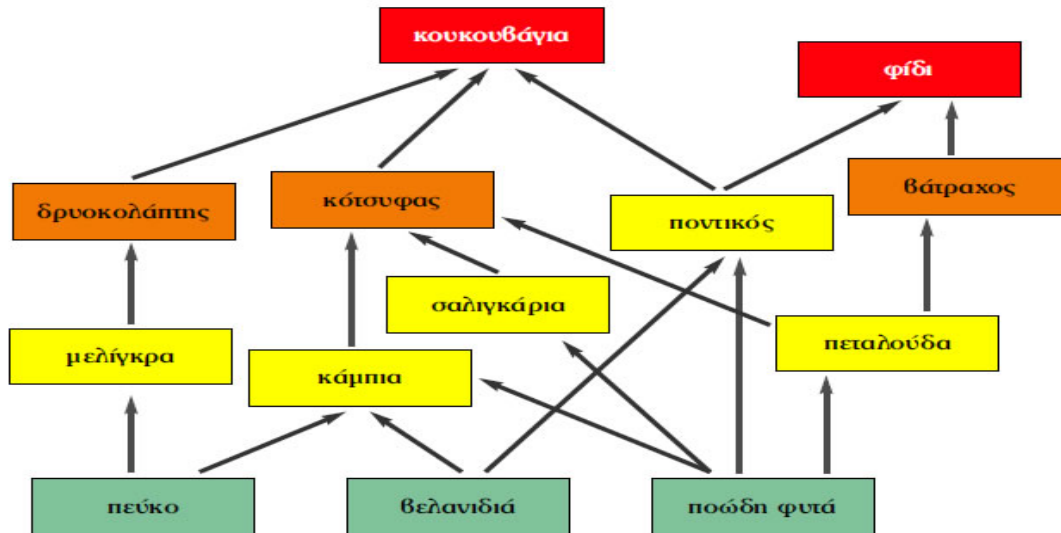 κουκουβάγια
φίδι
δρυοκολάπτης
κότσυφας
ποντικός
βάτραχος
μελίγκρα
κάμπια
σαλιγκάρια
πεταλούδα
πεύκο
βελανιδιά
ποώδη φυτά